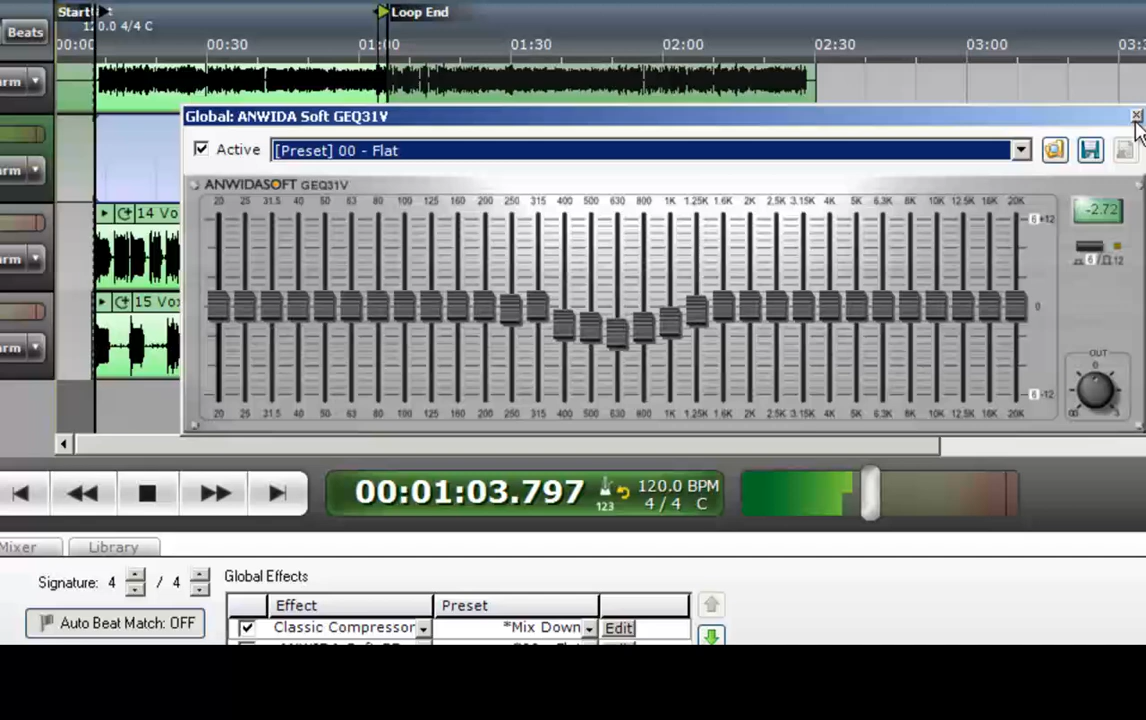 Start
120.0 4/4 C
Loop End
Beats
00:00 00:30 01:00 01:30 02:00 02:30 03:00
arm
Global: ANWIDA Soft GEQ31V
Active [Preset] 00 - Flat
arm
ANWIDASOFT GEQ31V
20 25 31.5 40 50 63 80 100 125 160 200 250 315 400 500 630 800 1K 1.25K 1.6K 2K 2.5K 3.15K 4K 5K 6.3K 8K 10K 12.5K 16K 20K
14 Vo
-2.72
6 +12
6 / 12
arm
15 Vox
0
arm
OUT
0
6 -12
∞ 3
20 25 31.5 40 50 63 80 100 125 160 200 250 315 400 500 630 800 1K 1.25K 1.6K 2K 2.5K 3.15K 4K 5K 6.3K 8K 10K 12.5K 16K 20K
00:01:03.797
123
120.0 BPM
4 / 4 C
Mixer Library
Signature: 4 / 4
Global Effects
Effect Preset
Auto Beat Match: OFF
Classic Compressor *Mix Down Edit